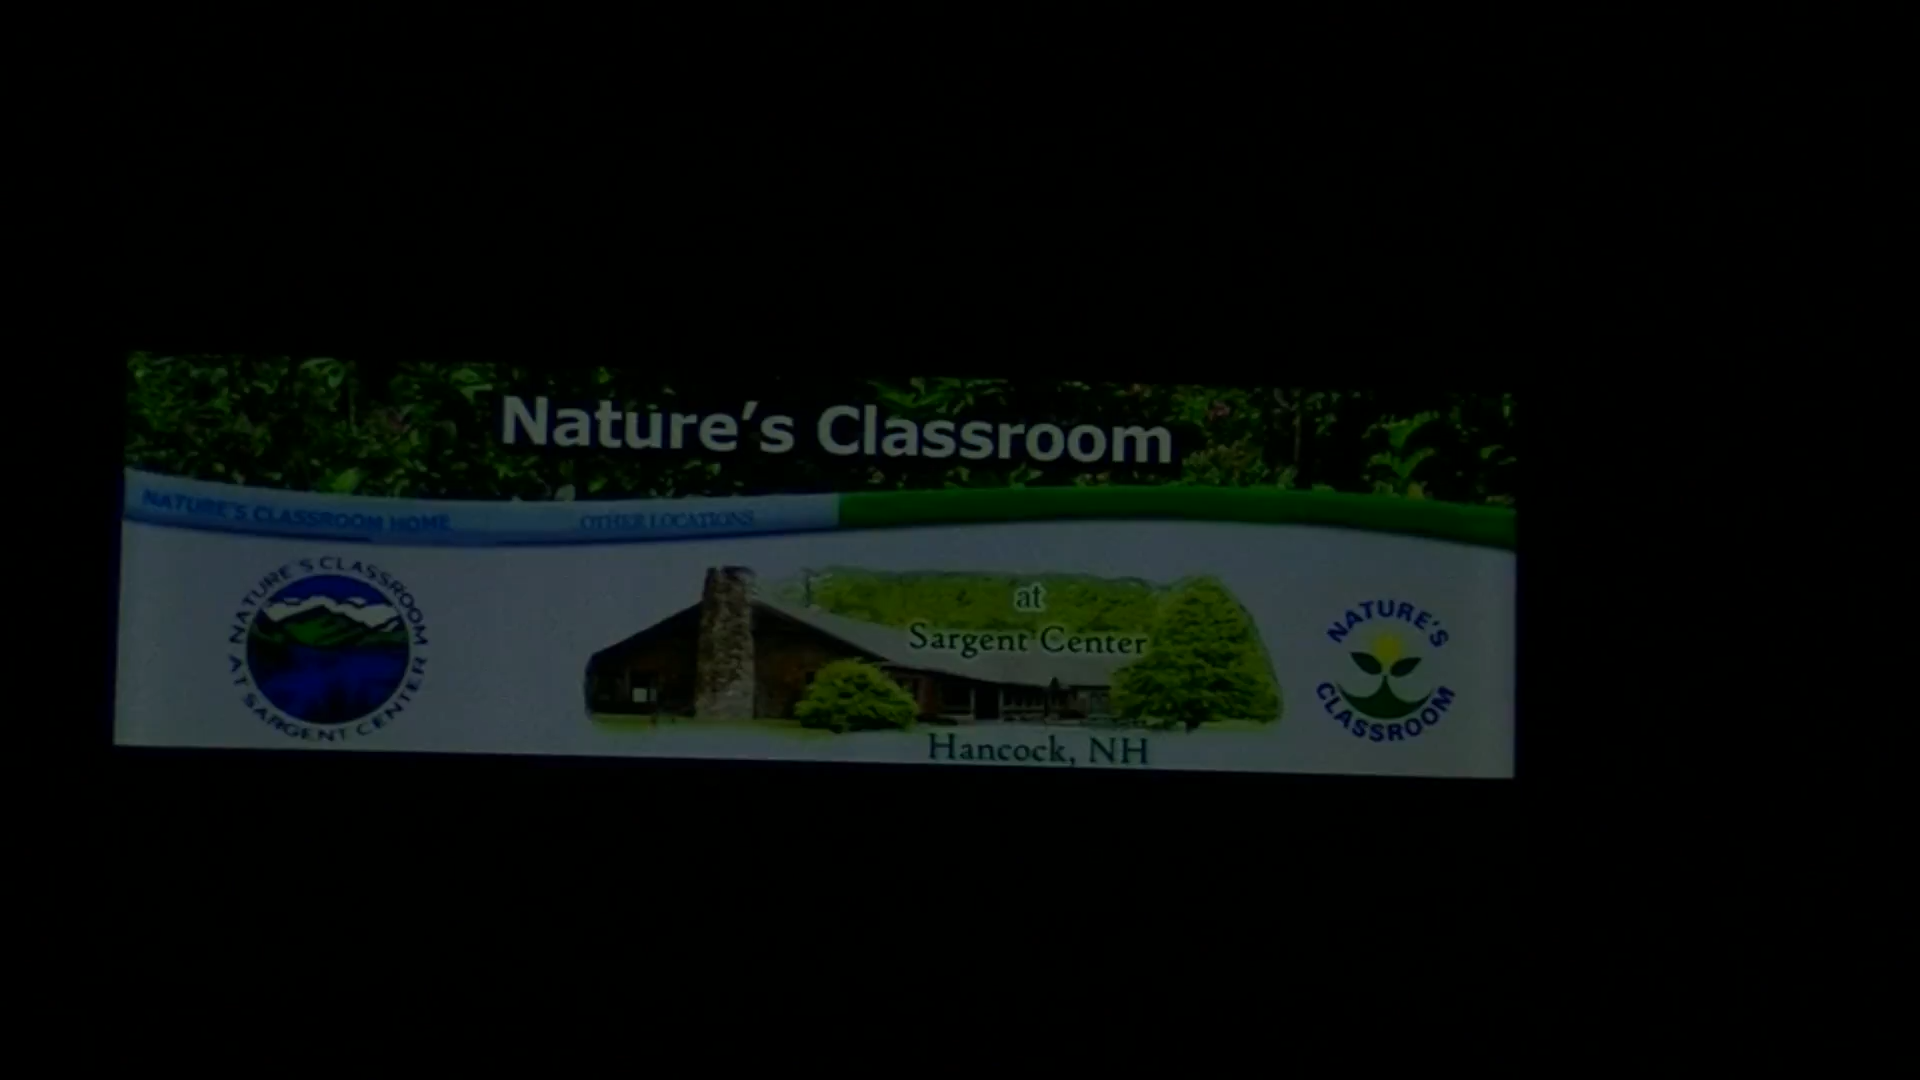 Nature's Classroom
NATURE'S CLASSROOM HOME
OTHER LOCATIONS
NATURE'S CLASSROOM
AT SARGENT CENTER
at
Sargent Center
Hancock, NH
NATURE'S
CLASSROOM